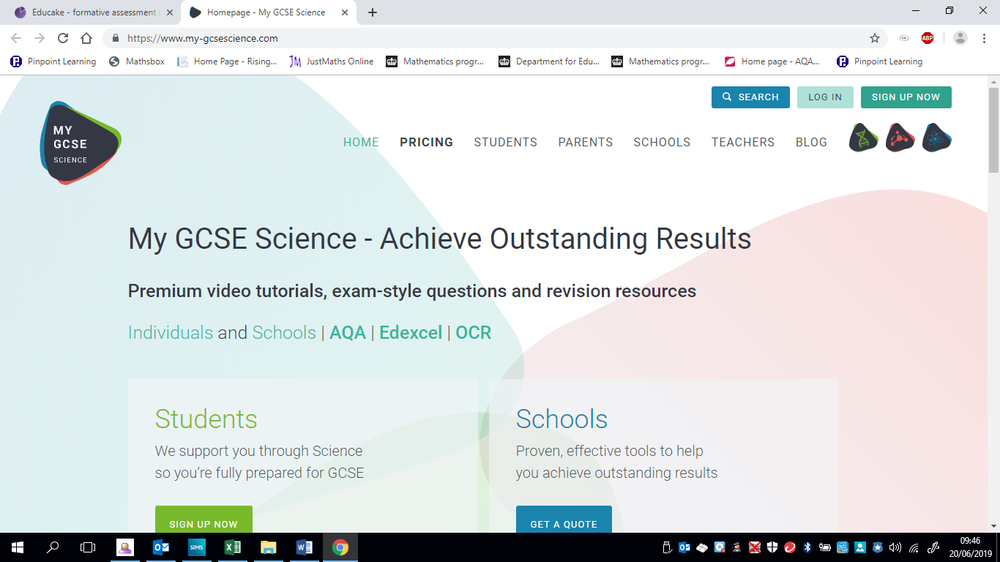 Educake - formative assessment
Homepage - My GCSE Science
https://www.my-gcsescience.com
ABP
Pinpoint Learning
Mathsbox
Home Page - Rising...
JM JustMaths Online
Mathematics progr...
Department for Edu...
Mathematics progr...
Home page - AQA...
Pinpoint Learning
SEARCH
LOG IN
SIGN UP NOW
MY
GCSE
SCIENCE
HOME PRICING STUDENTS PARENTS SCHOOLS TEACHERS BLOG
My GCSE Science - Achieve Outstanding Results
Premium video tutorials, exam-style questions and revision resources
Individuals and Schools | AQA | Edexcel | OCR
Students
We support you through Science
so you’re fully prepared for GCSE
SIGN UP NOW
Schools
Proven, effective tools to help
you achieve outstanding results
GET A QUOTE
SIMS
09:46
20/06/2019